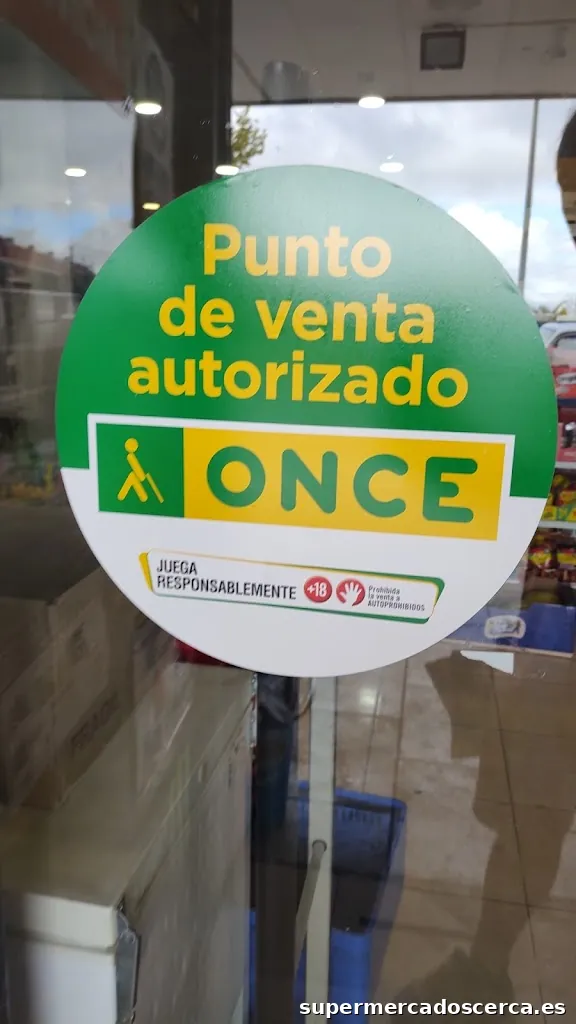 Punto
de venta
autorizado
ONCE
JUEGA
RESPONSABLEMENTE
+18
Prohibida
la venta a
AUTOPROHIBIDOS
supermercadoscerca.es